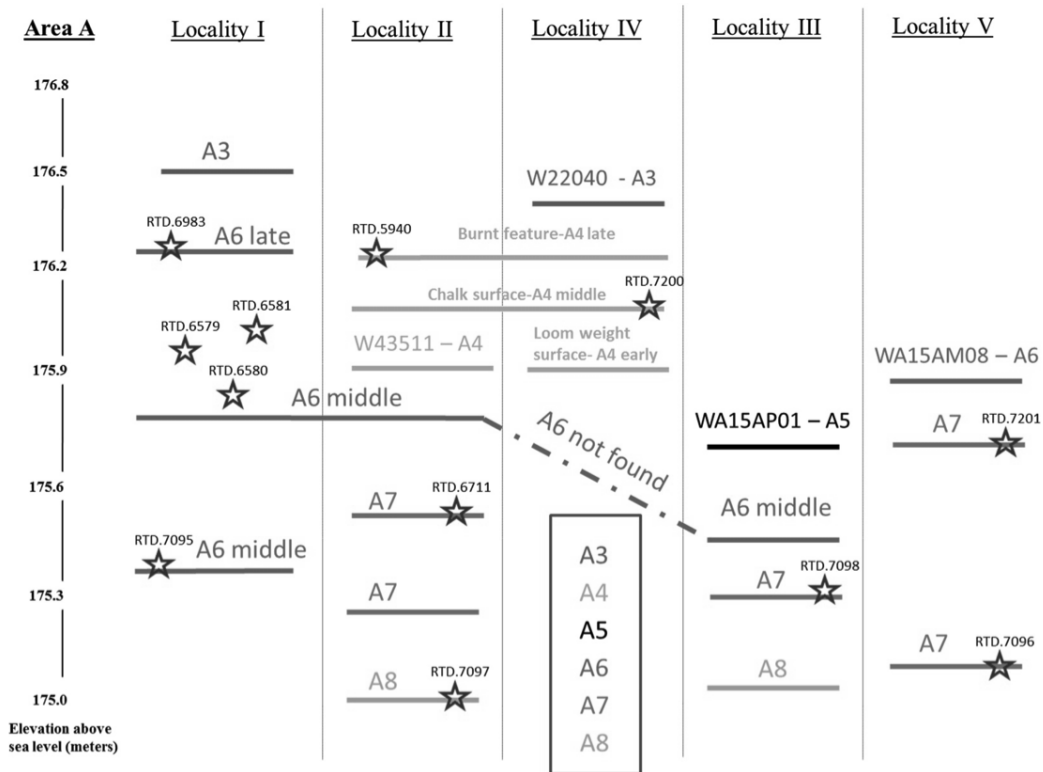 Area A
Locality I
Locality II
Locality IV
Locality III
Locality V
176.8
176.5
176.2
175.9
175.6
175.3
175.0
Elevation above
sea level (meters)
A3
RTD.6983
A6 late
RTD.6581
RTD.6579
RTD.6580
A6 middle
RTD.7095
A6 middle
RTD.5940
Burnt feature-A4 late
Chalk surface-A4 middle
RTD.7200
W43511 – A4
A7
RTD.6711
A7
A8
RTD.7097
W22040 - A3
Loom weight
surface- A4 early
A6 not found
A3
A4
A5
A6
A7
A8
WA15AP01 – A5
A6 middle
A7
RTD.7098
A8
WA15AM08 – A6
A7
RTD.7201
A7
RTD.7096